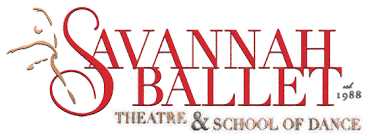 SAVANNAH
BALLET est 1988
THEATRE & SCHOOL OF DANCE